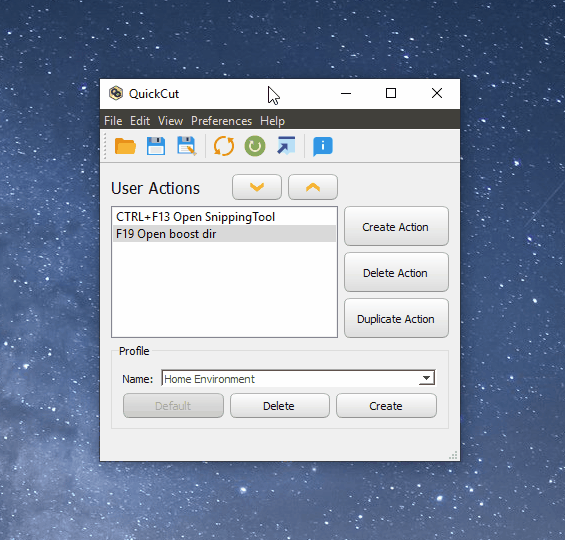 QuickCut
File Edit View Preferences Help
User Actions
CTRL+F13 Open SnippingTool
F19 Open boost dir
Create Action
Delete Action
Duplicate Action
Profile
Name: Home Environment
Default Delete Create